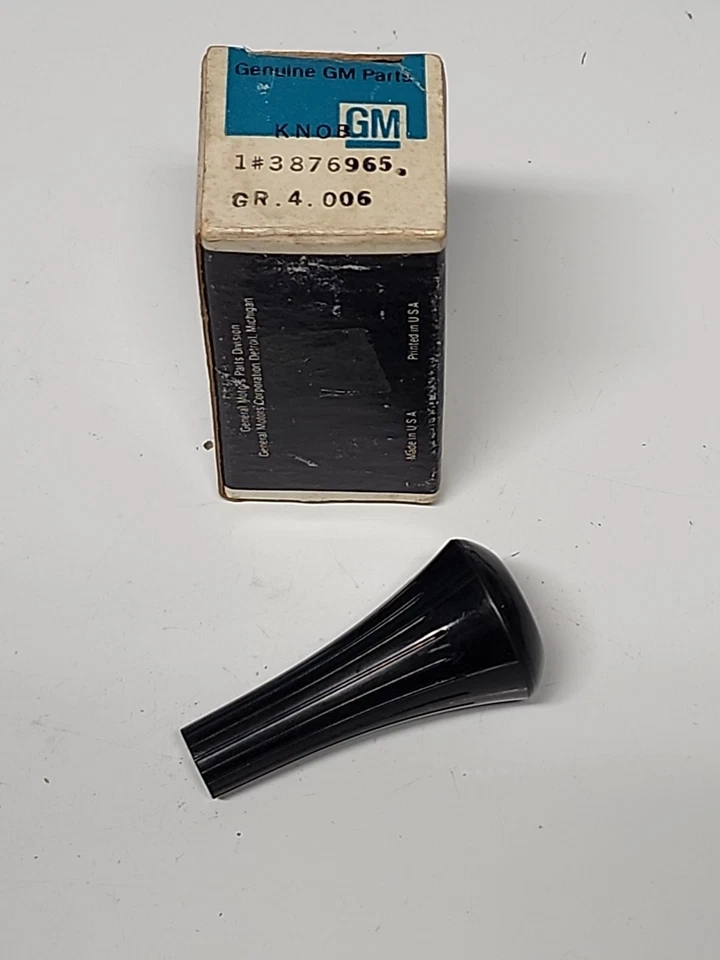 Genuine GM Parts
KNOB GM
1#3876965.
GR.4.006
General Motors Parts Division
General Motors Corporation Detroit, Michigan
Made in USA
Printed in USA